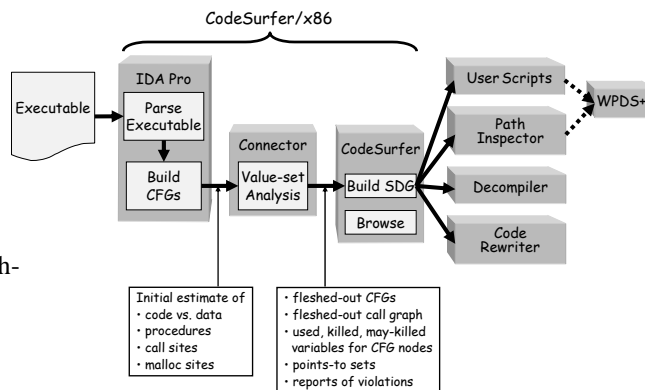 CodeSurfer/x86
IDA Pro
Executable
Parse
Executable
Build
CFGs
Connector
Value-set
Analysis
CodeSurfer
Build SDG
Browse
User Scripts
Path
Inspector
Decompiler
Code
Rewriter
WPDS+
h-
Initial estimate of
• code vs. data
• procedures
• call sites
• malloc sites
• fleshed-out CFGs
• fleshed-out call graph
• used, killed, may-killed
variables for CFG nodes
• points-to sets
• reports of violations